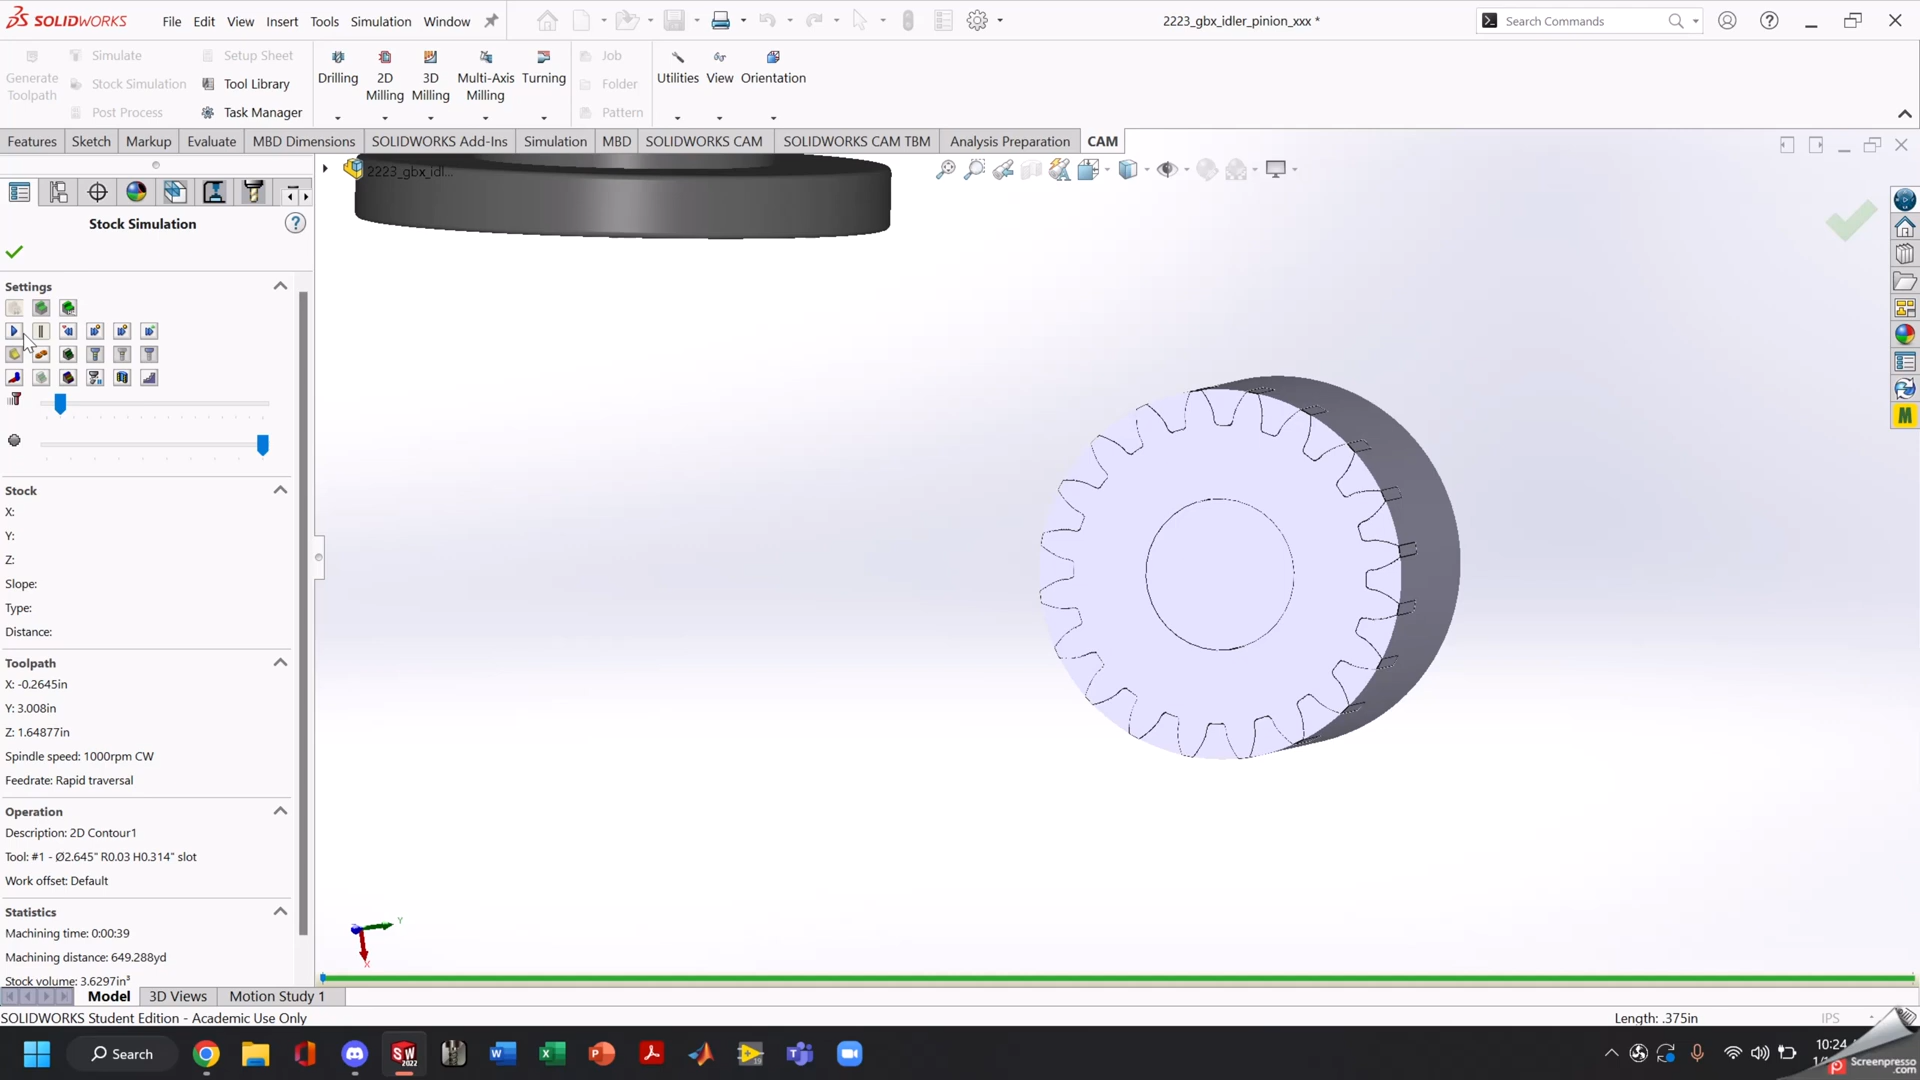 SOLIDWORKS File Edit View Insert Tools Simulation Window 2223_gbx_idler_pinion_xxx * Search Commands
Generate Toolpath
Simulate
Stock Simulation
Post Process
Setup Sheet
Tool Library
Task Manager
Drilling
2D Milling
3D Milling
Multi-Axis Milling
Turning
Job
Folder
Pattern
Utilities
View
Orientation
Features Sketch Markup Evaluate MBD Dimensions SOLIDWORKS Add-Ins Simulation MBD SOLIDWORKS CAM SOLIDWORKS CAM TBM Analysis Preparation CAM
2223_gbx_idl...
Stock Simulation
Settings
Stock
X:
Y:
Z:
Slope:
Type:
Distance:
Toolpath
X: -0.2645in
Y: 3.008in
Z: 1.64877in
Spindle speed: 1000rpm CW
Feedrate: Rapid traversal
Operation
Description: 2D Contour1
Tool: #1 - Ø2.645" R0.03 H0.314" slot
Work offset: Default
Statistics
Machining time: 0:00:39
Machining distance: 649.288yd
Stock volume: 3.6297in³
Y
X
M
Model 3D Views Motion Study 1
SOLIDWORKS Student Edition - Academic Use Only Length: .375in IPS
Search
SW 2022
10:24
Screenpresso.com